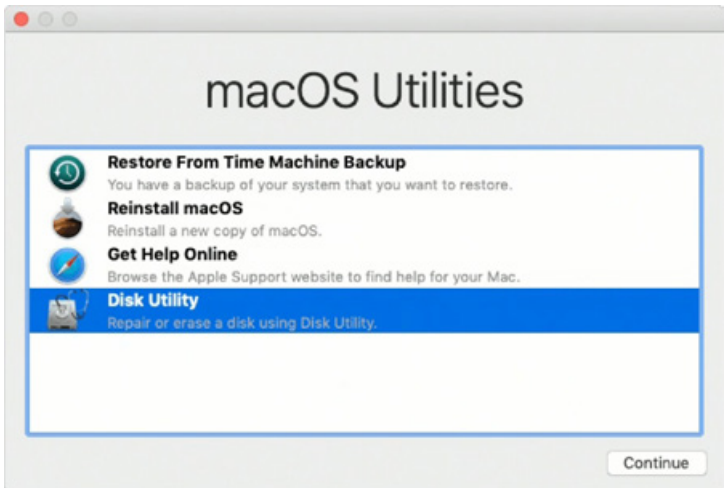 macOS Utilities
Restore From Time Machine Backup
You have a backup of your system that you want to restore.
Reinstall macOS
Reinstall a new copy of macOS.
Get Help Online
Browse the Apple Support website to find help for your Mac.
Disk Utility
Repair or erase a disk using Disk Utility.
Continue